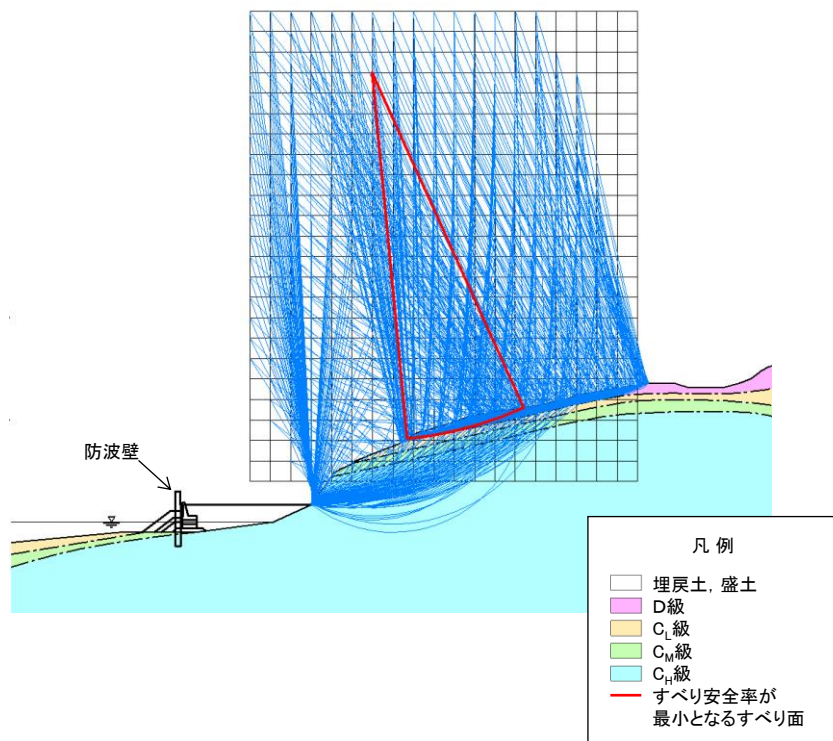 防波壁
凡 例
埋戻土，盛土
D級
CL級
CM級
CH級
すべり安全率が
最小となるすべり面